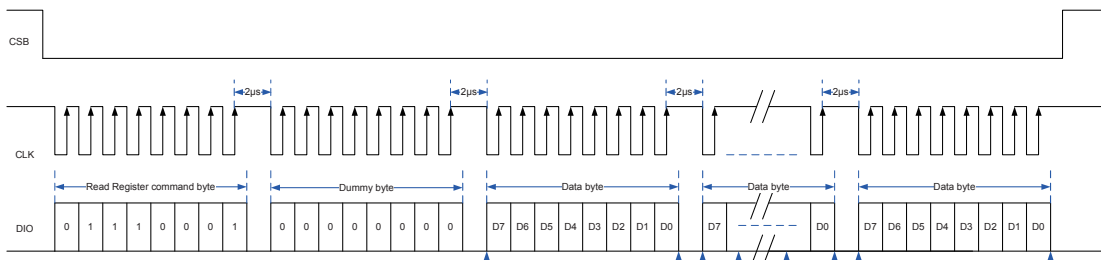 CSB
2μs 2μs 2μs 2μs
CLK
Read Register command byte Dummy byte Data byte Data byte Data byte
DIO 0 1 1 1 0 0 0 1 0 0 0 0 0 0 0 0 D7 D6 D5 D4 D3 D2 D1 D0 D7 D0 D7 D6 D5 D4 D3 D2 D1 D0